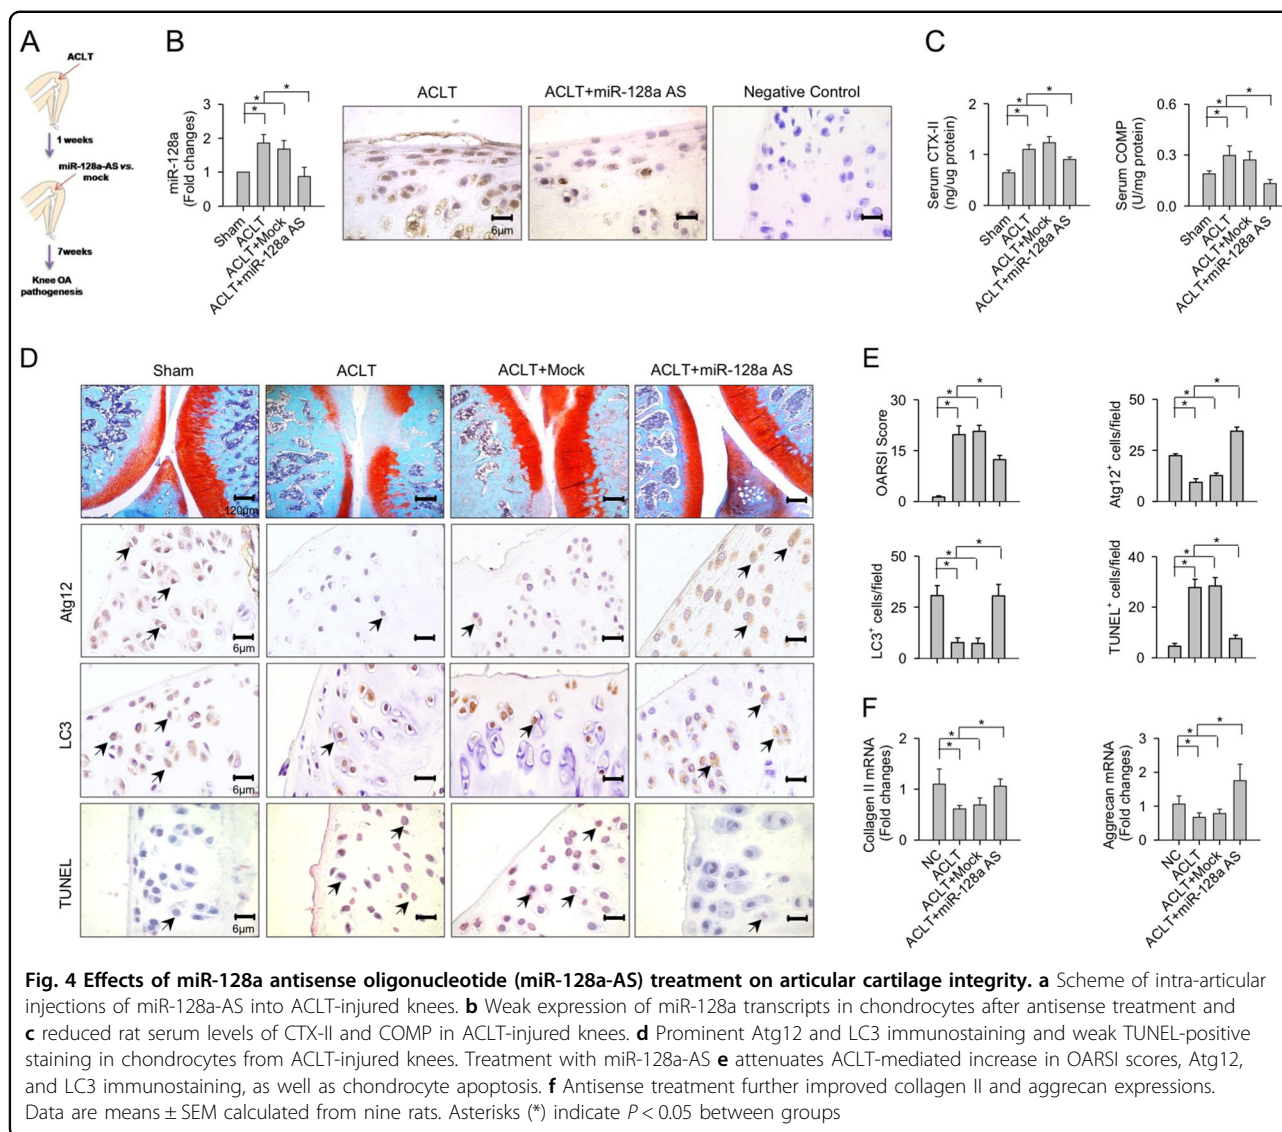 A
ACLT
1 weeks
miR-128a-AS vs.
mock
7weeks
Knee OA
pathogenesis
B
miR-128a
(Fold changes)
3
2
1
0
*
*
*
Sham
ACLT
ACLT+Mock
ACLT+miR-128a AS
ACLT
ACLT+miR-128a AS
Negative Control
6μm
C
Serum CTX-II
(ng/ug protein)
3
2
1
0
*
*
*
Sham
ACLT
ACLT+Mock
ACLT+miR-128a AS
Serum COMP
(U/mg protein)
0.6
0.3
0.0
*
*
*
Sham
ACLT
ACLT+Mock
ACLT+miR-128a AS
D
Sham
ACLT
ACLT+Mock
ACLT+miR-128a AS
120μm
Atg12
6μm
LC3
6μm
TUNEL
6μm
E
OARSI Score
30
15
0
*
*
*
Atg12⁺ cells/field
50
25
0
*
*
*
LC3⁺ cells/field
50
25
0
*
*
*
TUNEL⁺ cells/field
40
20
0
*
*
*
F
Collagen II mRNA
(Fold changes)
2
1
0
*
*
*
NC
ACLT
ACLT+Mock
ACLT+miR-128a AS
Aggrecan mRNA
(Fold changes)
3
2
1
0
*
*
*
NC
ACLT
ACLT+Mock
ACLT+miR-128a AS
Fig. 4 Effects of miR-128a antisense oligonucleotide (miR-128a-AS) treatment on articular cartilage integrity. a Scheme of intra-articular
injections of miR-128a-AS into ACLT-injured knees. b Weak expression of miR-128a transcripts in chondrocytes after antisense treatment and
c reduced rat serum levels of CTX-II and COMP in ACLT-injured knees. d Prominent Atg12 and LC3 immunostaining and weak TUNEL-positive
staining in chondrocytes from ACLT-injured knees. Treatment with miR-128a-AS e attenuates ACLT-mediated increase in OARSI scores, Atg12,
and LC3 immunostaining, as well as chondrocyte apoptosis. f Antisense treatment further improved collagen II and aggrecan expressions.
Data are means ± SEM calculated from nine rats. Asterisks (*) indicate P < 0.05 between groups